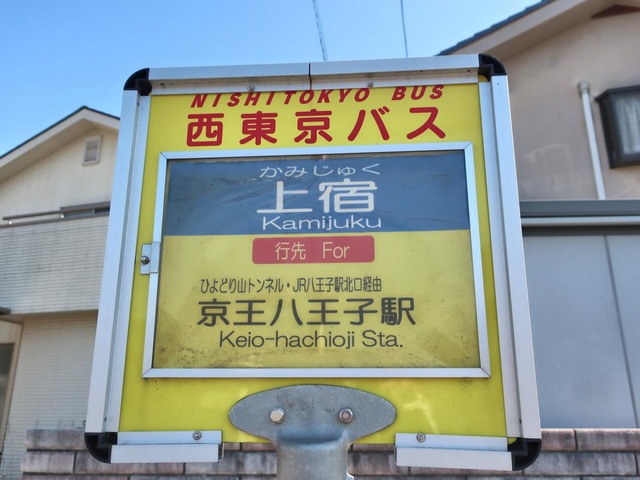 NISHITOKYO BUS
西東京バス
かみじゅく
上宿
Kamijuku
行先 For
ひよどり山トンネル・JR八王子駅北口経由
京王八王子駅
Keio-hachioji Sta.